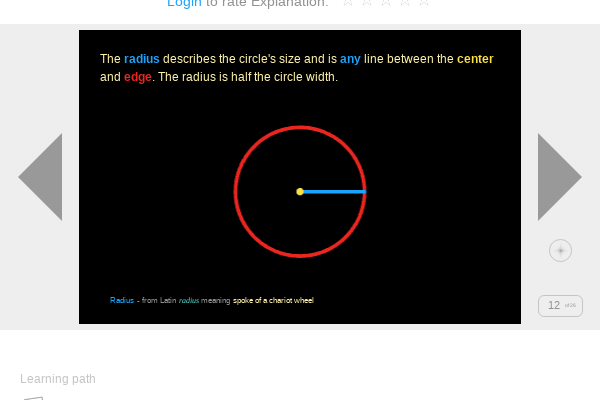 Login to rate Explanation:
The radius describes the circle's size and is any line between the center
and edge. The radius is half the circle width.
Radius - from Latin radius meaning spoke of a chariot wheel
12 of 26
Learning path